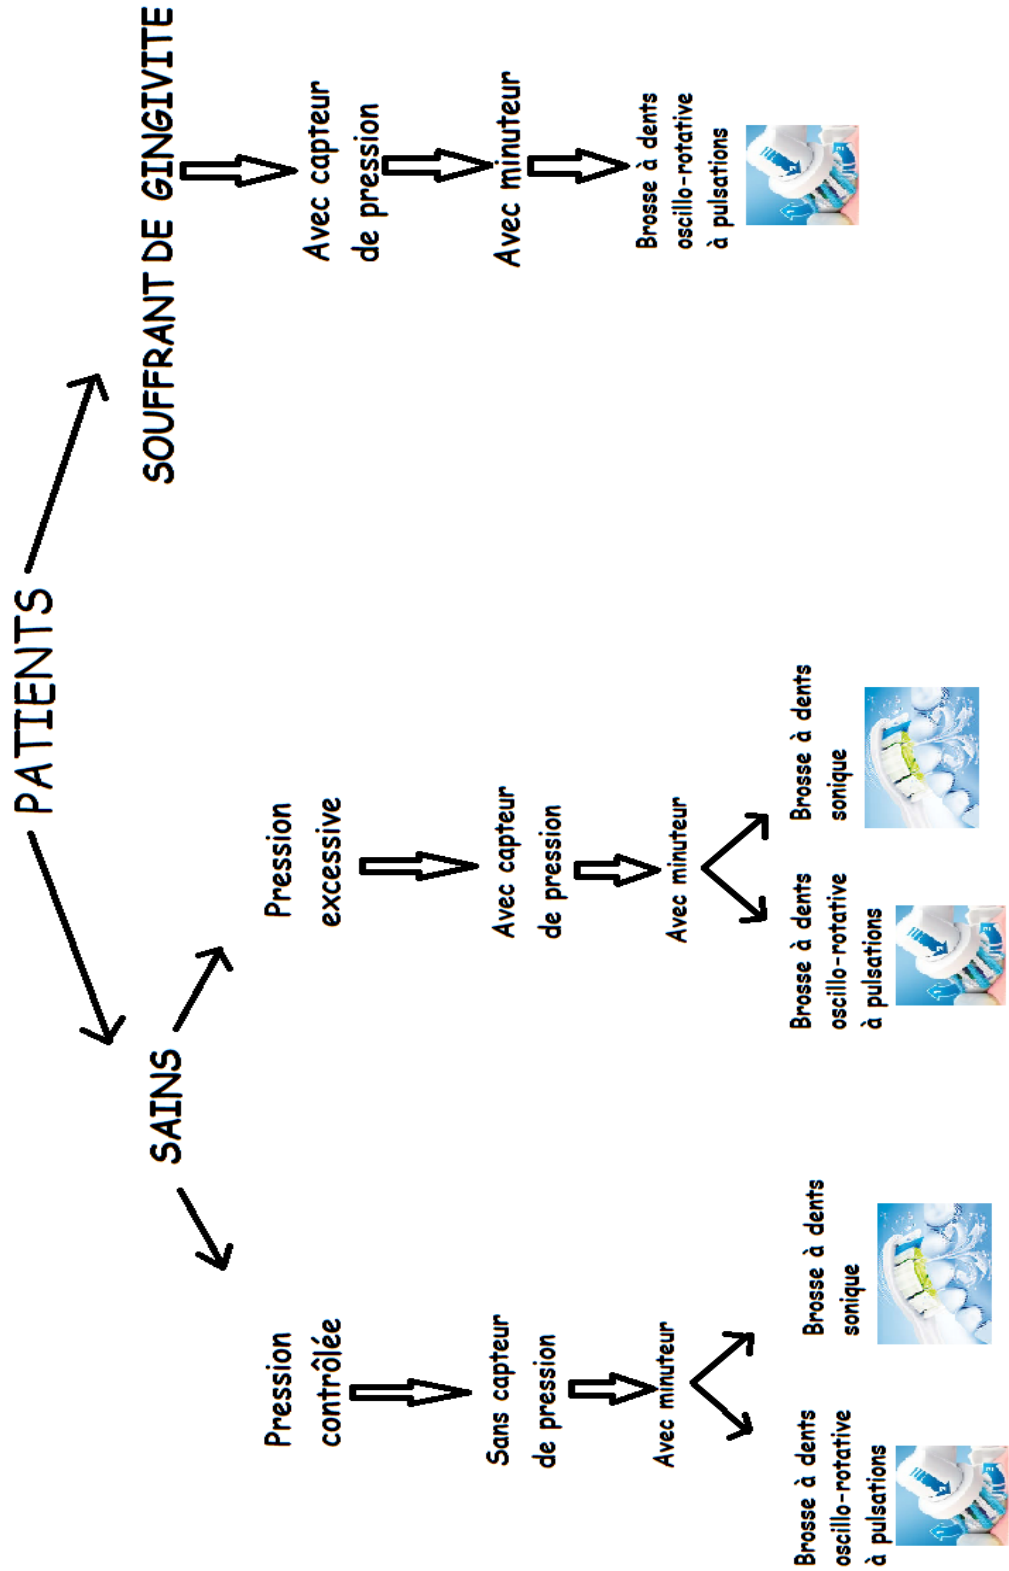 PATIENTS
SAINS
SOUFFRANT DE GINGIVITE
Pression
contrôlée
Sans capteur
de pression
Avec minuteur
Brosse à dents
oscillo-rotative
à pulsations
Brosse à dents
sonique
Pression
excessive
Avec capteur
de pression
Avec minuteur
Brosse à dents
oscillo-rotative
à pulsations
Brosse à dents
sonique
Avec capteur
de pression
Avec minuteur
Brosse à dents
oscillo-rotative
à pulsations